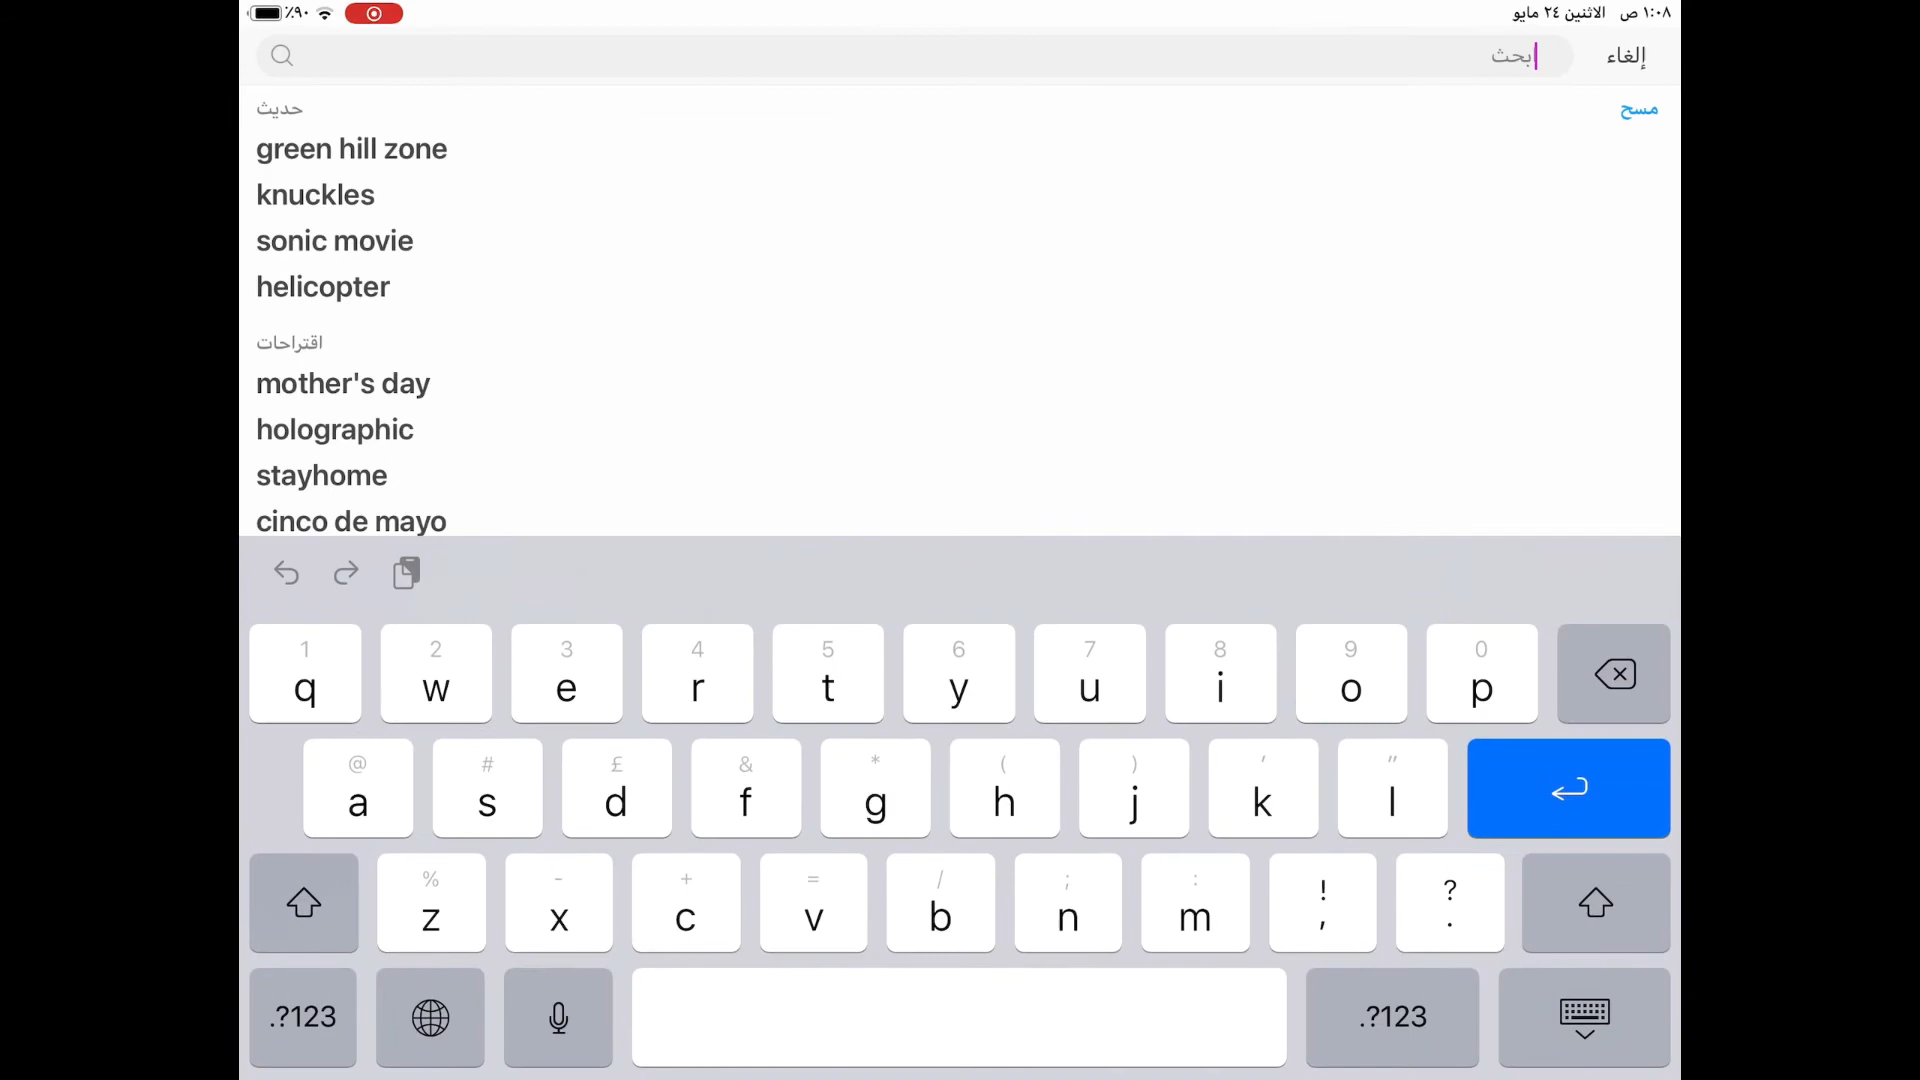 ١:٠٨ ص الاثنين ٢٤ مايو
٪٩٠
إلغاء
ابحث
حديث
مسح
green hill zone
knuckles
sonic movie
helicopter
اقتراحات
mother's day
holographic
stayhome
cinco de mayo
1 2 3 4 5 6 7 8 9 0
q w e r t y u i o p
@ # £ & * ( ) ' "
a s d f g h j k l
% - + = / ; : ! ?
z x c v b n m , .
.?123 .?123